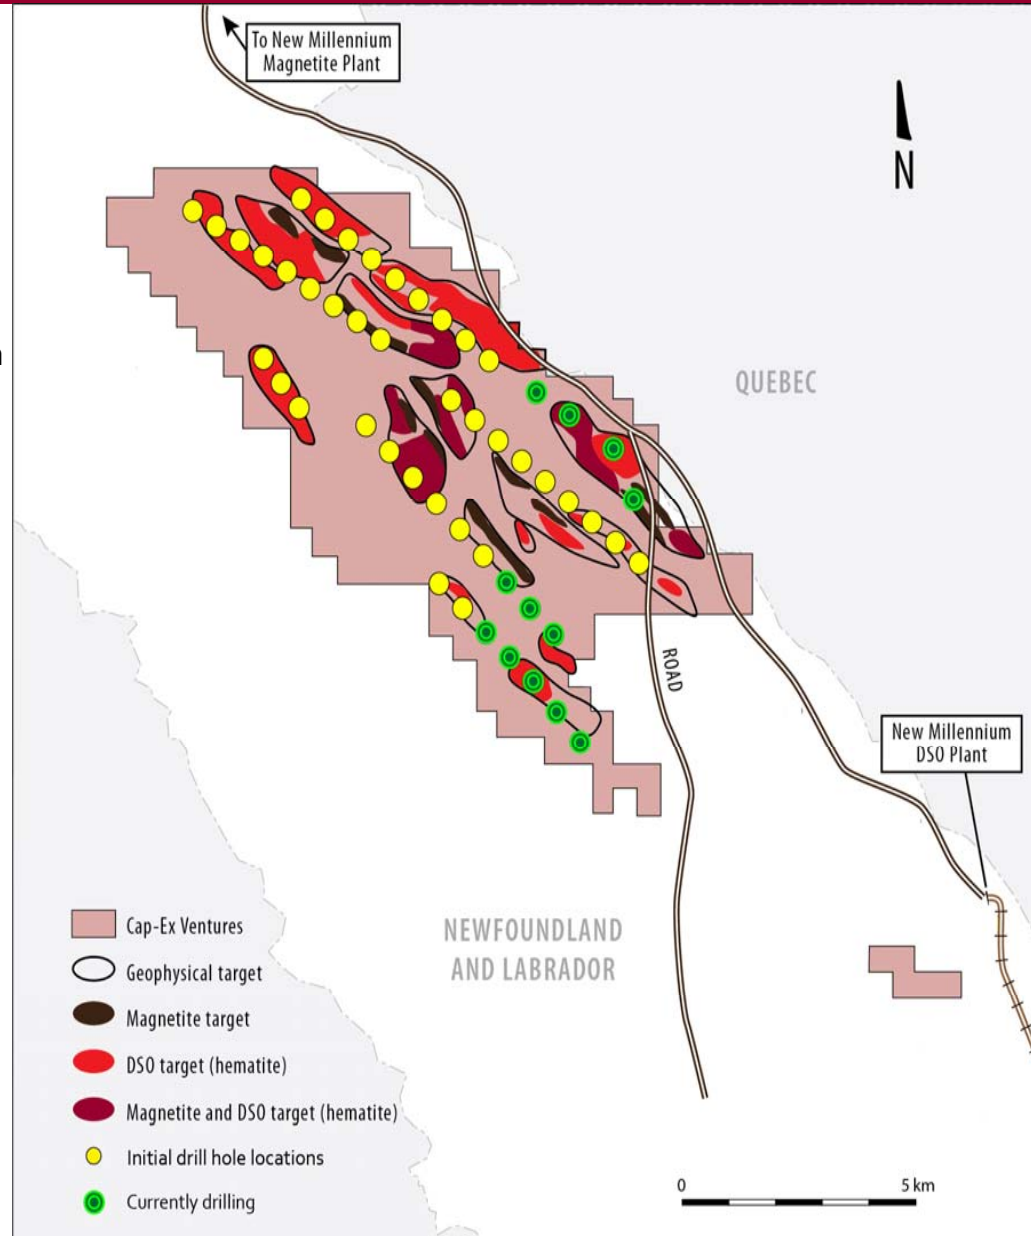 To New Millennium
Magnetite Plant
N
QUEBEC
ROAD
New Millennium
DSO Plant
NEWFOUNDLAND
AND LABRADOR
Cap-Ex Ventures
Geophysical target
Magnetite target
DSO target (hematite)
Magnetite and DSO target (hematite)
Initial drill hole locations
Currently drilling
0 5 km